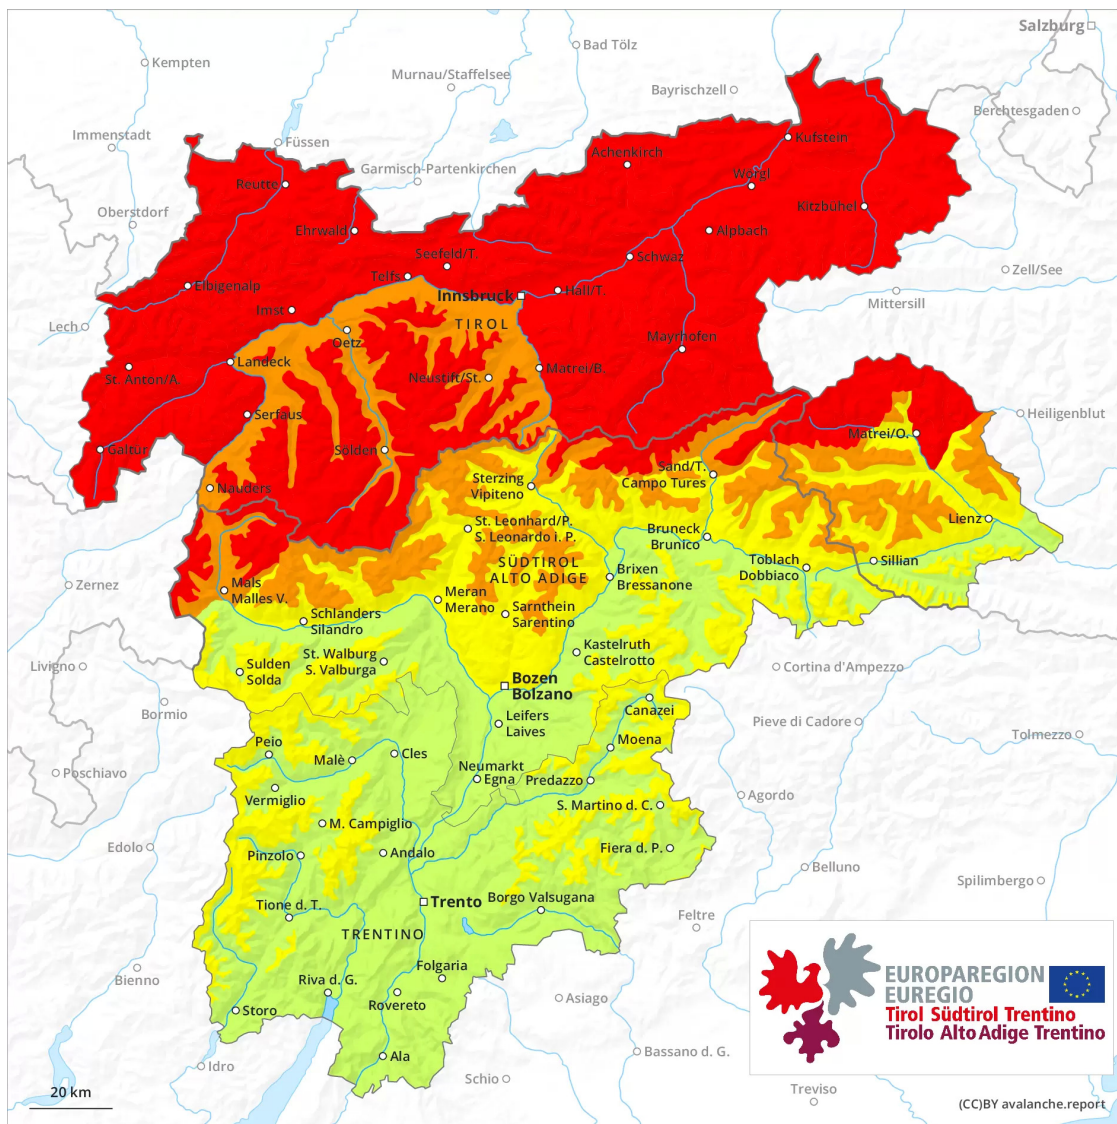 Salzburg
Bad Tölz
Kempten
Murnau/Staffelsee
Bayrischzell
Berchtesgaden
Immenstadt
Füssen
Kufstein
Achenkirch
Garmisch-Partenkirchen
Wörgl
Reutte
Oberstdorf
Kitzbühel
Ehrwald
Alpbach
Seefeld/T.
Schwaz
Zell/See
Telfs
Elbigenalp
Innsbruck
Hall/T.
Mittersill
Imst
TIROL
Lech
Oetz
Mayrhofen
Landeck
St. Anton/A.
Neustift/St.
Matrei/B.
Serfaus
Heiligenblut
Matrei/O.
Galtür
Sölden
Sand/T.
Campo Tures
Sterzing
Vipiteno
Nauders
St. Leonhard/P.
S. Leonardo i. P.
Lienz
Bruneck
Brunico
SÜDTIROL
ALTO ADIGE
Toblach
Dobbiaco
Sillian
Brixen
Bressanone
Zernez
Mals
Malles V.
Meran
Merano
Sarnthein
Sarentino
Schlanders
Silandro
Kastelruth
Castelrotto
St. Walburg
S. Valburga
Livigno
Sulden
Solda
Cortina d'Ampezzo
Bozen
Bolzano
Bormio
Canazei
Leifers
Laives
Pieve di Cadore
Tolmezzo
Peio
Moena
Malè
Cles
Neumarkt
Egna
Predazzo
Poschiavo
Vermiglio
Agordo
S. Martino d. C.
M. Campiglio
Edolo
Pinzolo
Andalo
Fiera d. P.
Belluno
Spilimbergo
Trento
Borgo Valsugana
Tione d. T.
Feltre
TRENTINO
Bienno
Folgaria
Riva d. G.
Rovereto
Asiago
Storo
Ala
Bassano d. G.
Idro
Schio
Treviso
20 km
EUROPAREGION
EUREGIO
Tirol Südtirol Trentino
Tirolo Alto Adige Trentino
(CC)BY avalanche.report